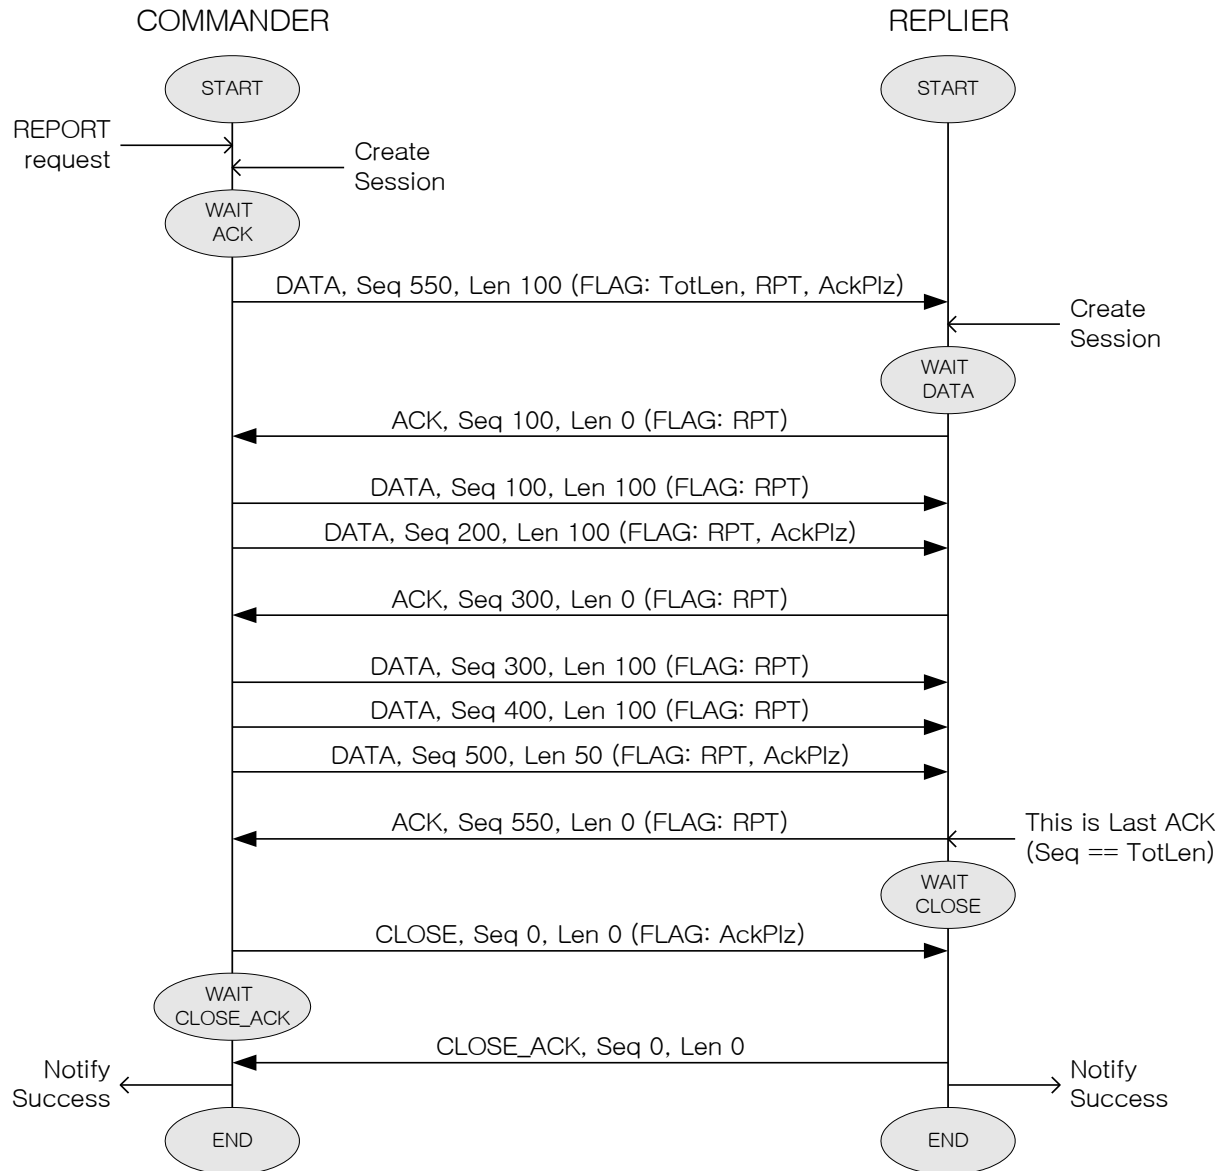 COMMANDER
REPLIER
START
START
REPORT
request
Create
Session
WAIT
ACK
DATA, Seq 550, Len 100 (FLAG: TotLen, RPT, AckPlz)
Create
Session
WAIT
DATA
ACK, Seq 100, Len 0 (FLAG: RPT)
DATA, Seq 100, Len 100 (FLAG: RPT)
DATA, Seq 200, Len 100 (FLAG: RPT, AckPlz)
ACK, Seq 300, Len 0 (FLAG: RPT)
DATA, Seq 300, Len 100 (FLAG: RPT)
DATA, Seq 400, Len 100 (FLAG: RPT)
DATA, Seq 500, Len 50 (FLAG: RPT, AckPlz)
ACK, Seq 550, Len 0 (FLAG: RPT)
This is Last ACK
(Seq == TotLen)
WAIT
CLOSE
CLOSE, Seq 0, Len 0 (FLAG: AckPlz)
WAIT
CLOSE_ACK
CLOSE_ACK, Seq 0, Len 0
Notify
Success
Notify
Success
END
END